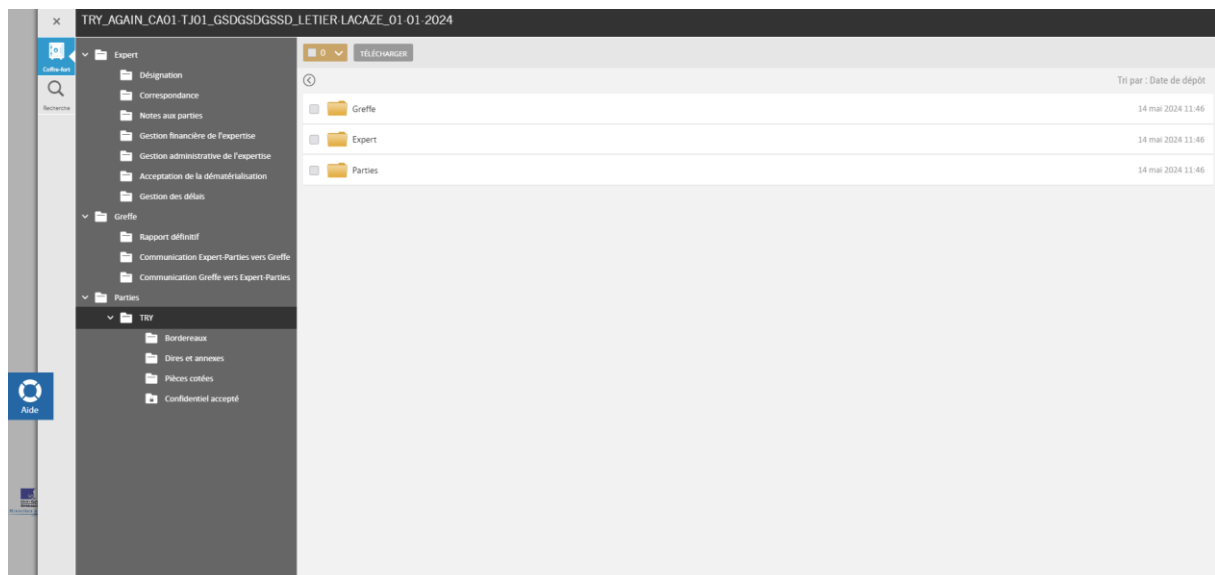 TRY_AGAIN_CA01-TJ01_GSDGSDGSSD_LETIER-LACAZE_01-01-2024
Coffre-fort
Recherche
Aide
Expert
Désignation
Correspondance
Notes aux parties
Gestion financière de l'expertise
Gestion administrative de l'expertise
Acceptation de la dématérialisation
Gestion des délais
Greffe
Rapport définitif
Communication Expert-Parties vers Greffe
Communication Greffe vers Expert-Parties
Parties
TRY
Bordereaux
Dires et annexes
Pièces cotées
Confidentiel accepté
0 TÉLÉCHARGER
Tri par : Date de dépôt
Greffe 14 mai 2024 11:46
Expert 14 mai 2024 11:46
Parties 14 mai 2024 11:46